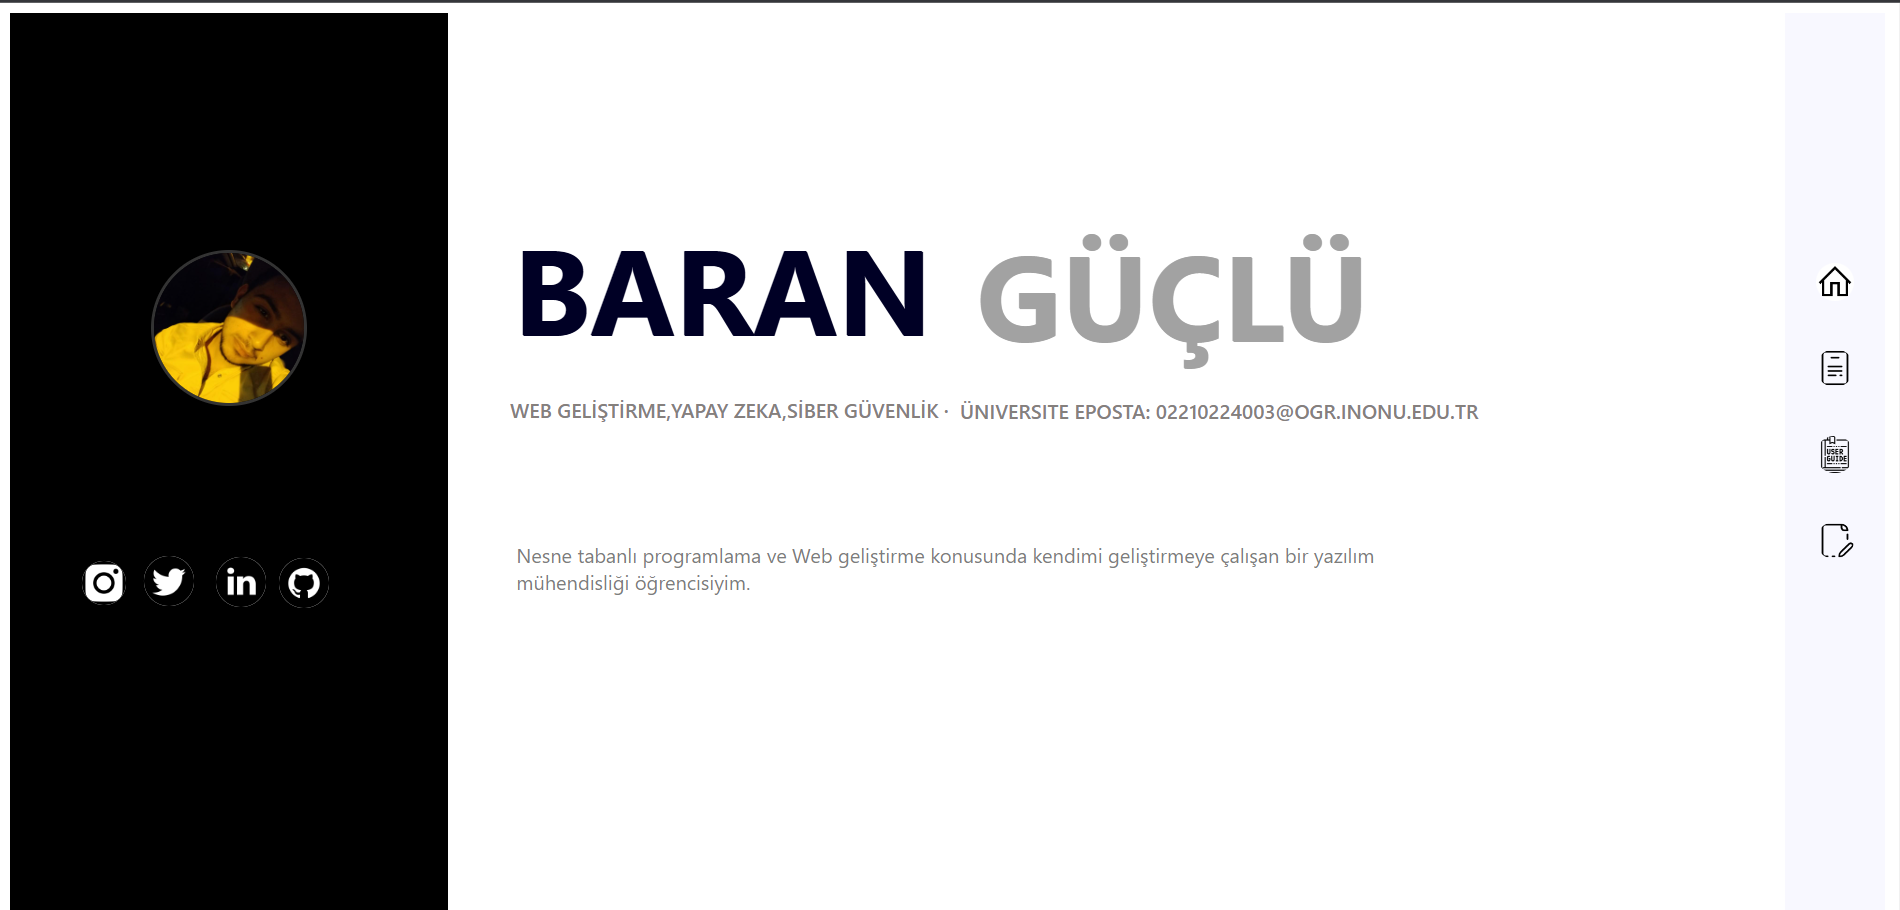 BARAN GÜÇLÜ
WEB GELİŞTİRME,YAPAY ZEKA,SİBER GÜVENLİK · ÜNIVERSITE EPOSTA: 02210224003@OGR.INONU.EDU.TR
Nesne tabanlı programlama ve Web geliştirme konusunda kendimi geliştirmeye çalışan bir yazılım
mühendisliği öğrencisiyim.
in
USER
GUIDE